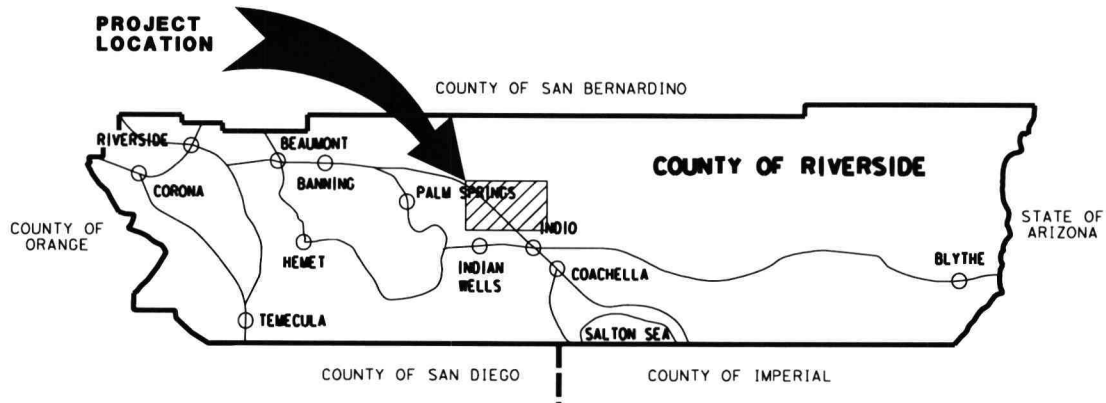 PROJECT
LOCATION
COUNTY OF SAN BERNARDINO
RIVERSIDE
BEAUMONT
COUNTY OF RIVERSIDE
BANNING
CORONA
PALM SPRINGS
COUNTY OF
ORANGE
STATE OF
ARIZONA
INDIO
HEMET
INDIAN
WELLS
COACHELLA
BLYTHE
TEMECULA
SALTON SEA
COUNTY OF SAN DIEGO
COUNTY OF IMPERIAL